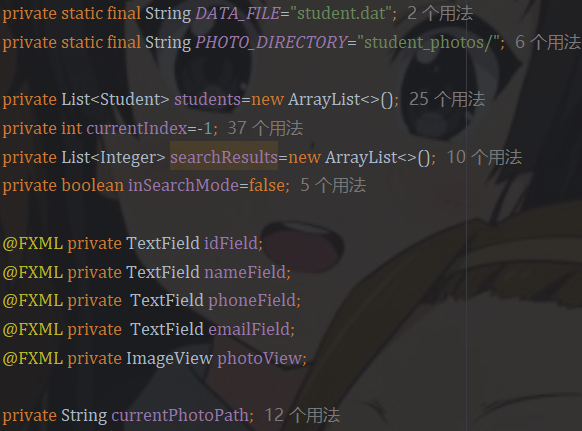 private static final String DATA_FILE="student.dat"; 2 个用法
private static final String PHOTO_DIRECTORY="student_photos/"; 6 个用法
private List<Student> students=new ArrayList<>(); 25 个用法
private int currentIndex=-1; 37 个用法
private List<Integer> searchResults=new ArrayList<>(); 10 个用法
private boolean inSearchMode=false; 5 个用法
@FXML private TextField idField;
@FXML private TextField nameField;
@FXML private  TextField phoneField;
@FXML private  TextField emailField;
@FXML private ImageView photoView;
private String currentPhotoPath; 12 个用法